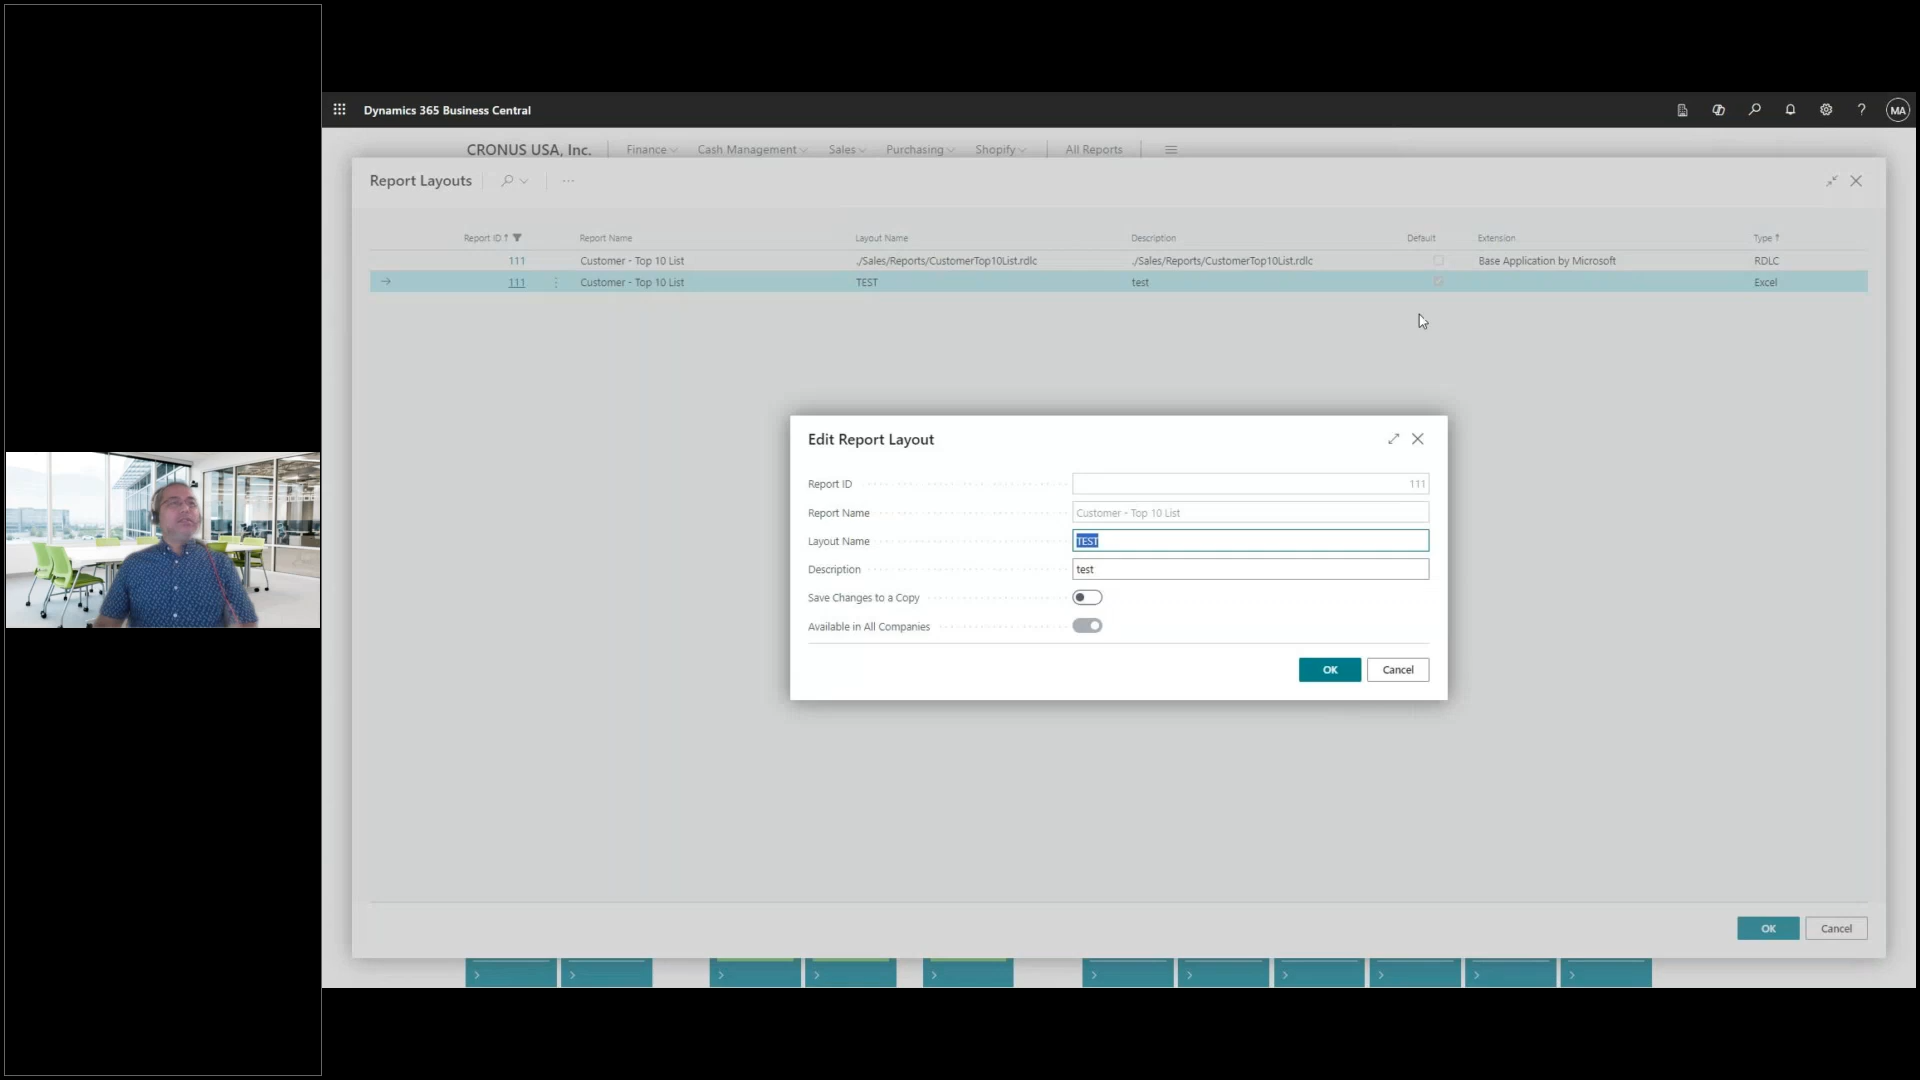 Dynamics 365 Business Central
MA
CRONUS USA, Inc. Finance Cash Management Sales Purchasing Shopify All Reports
Report Layouts
Report ID Report Name Layout Name Description Default Extension Type
111 Customer - Top 10 List ./Sales/Reports/CustomerTop10List.rdlc ./Sales/Reports/CustomerTop10List.rdlc Base Application by Microsoft RDLC
111 Customer - Top 10 List TEST test Excel
Edit Report Layout
Report ID 111
Report Name Customer - Top 10 List
Layout Name TEST
Description test
Save Changes to a Copy
Available in All Companies
OK Cancel
OK Cancel